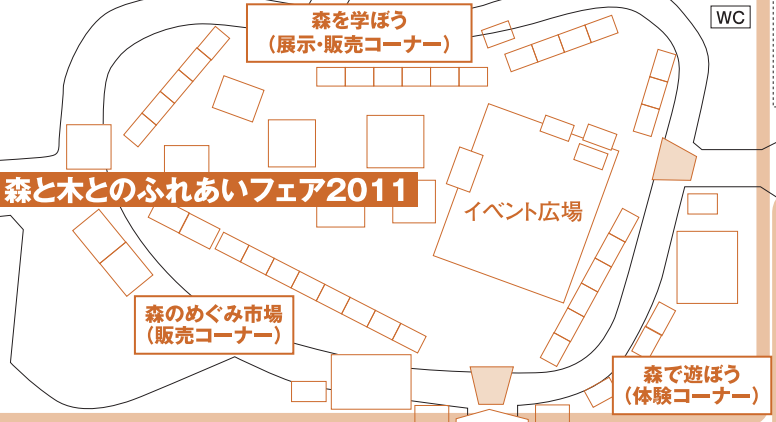 森を学ぼう
（展示・販売コーナー）
WC
森と木とのふれあいフェア2011
イベント広場
森のめぐみ市場
（販売コーナー）
森で遊ぼう
（体験コーナー）